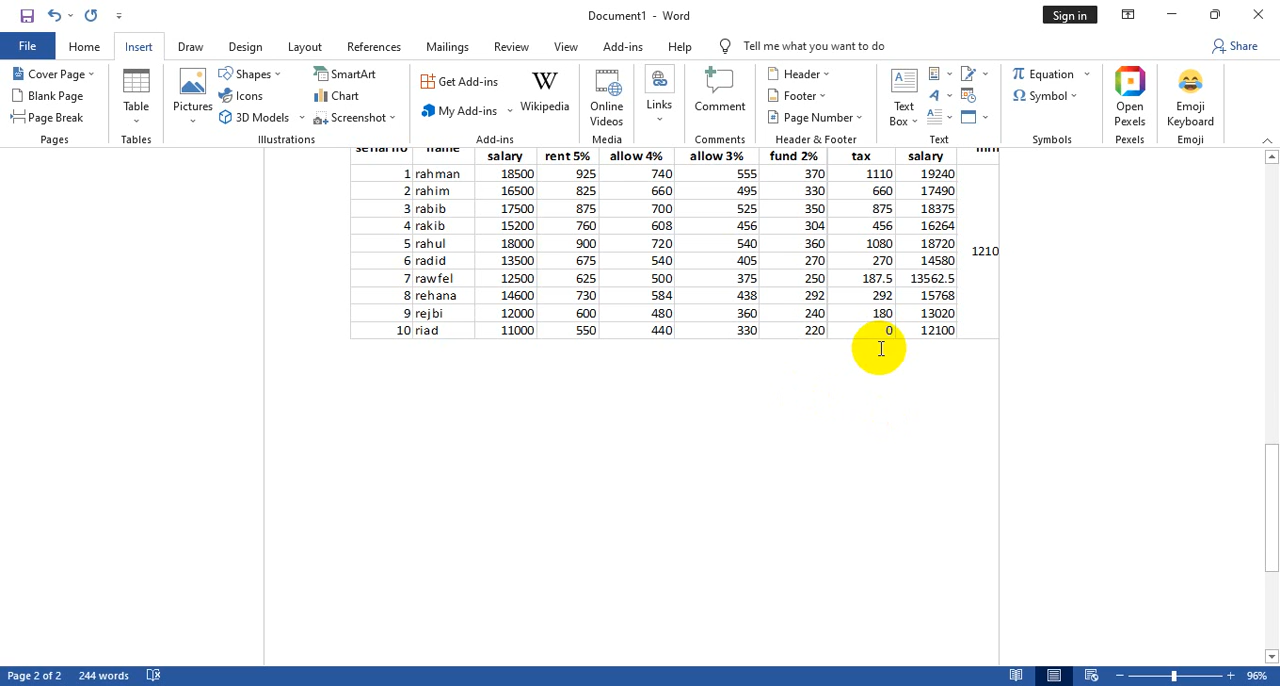 Document1 - Word
Sign in
File Home Insert Draw Design Layout References Mailings Review View Add-ins Help Tell me what you want to do Share
Cover Page
Blank Page
Page Break
Pages
Table
Tables
Pictures
Shapes
Icons
3D Models
SmartArt
Chart
Screenshot
Illustrations
Get Add-ins
My Add-ins
W
Wikipedia
Add-ins
Online Videos
Media
Links
Comment
Comments
Header
Footer
Page Number
Header & Footer
Text Box
Text
Equation
Symbol
Symbols
Open Pexels
Pexels
Emoji Keyboard
Emoji
serial no name salary rent 5% allow 4% allow 3% fund 2% tax salary
1 rahman 18500 925 740 555 370 1110 19240
2 rahim 16500 825 660 495 330 660 17490
3 rabib 17500 875 700 525 350 875 18375
4 rakib 15200 760 608 456 304 456 16264
5 rahul 18000 900 720 540 360 1080 18720 1210
6 radid 13500 675 540 405 270 270 14580
7 rawfel 12500 625 500 375 250 187.5 13562.5
8 rehana 14600 730 584 438 292 292 15768
9 rejbi 12000 600 480 360 240 180 13020
10 riad 11000 550 440 330 220 0 12100
Page 2 of 2 244 words 96%